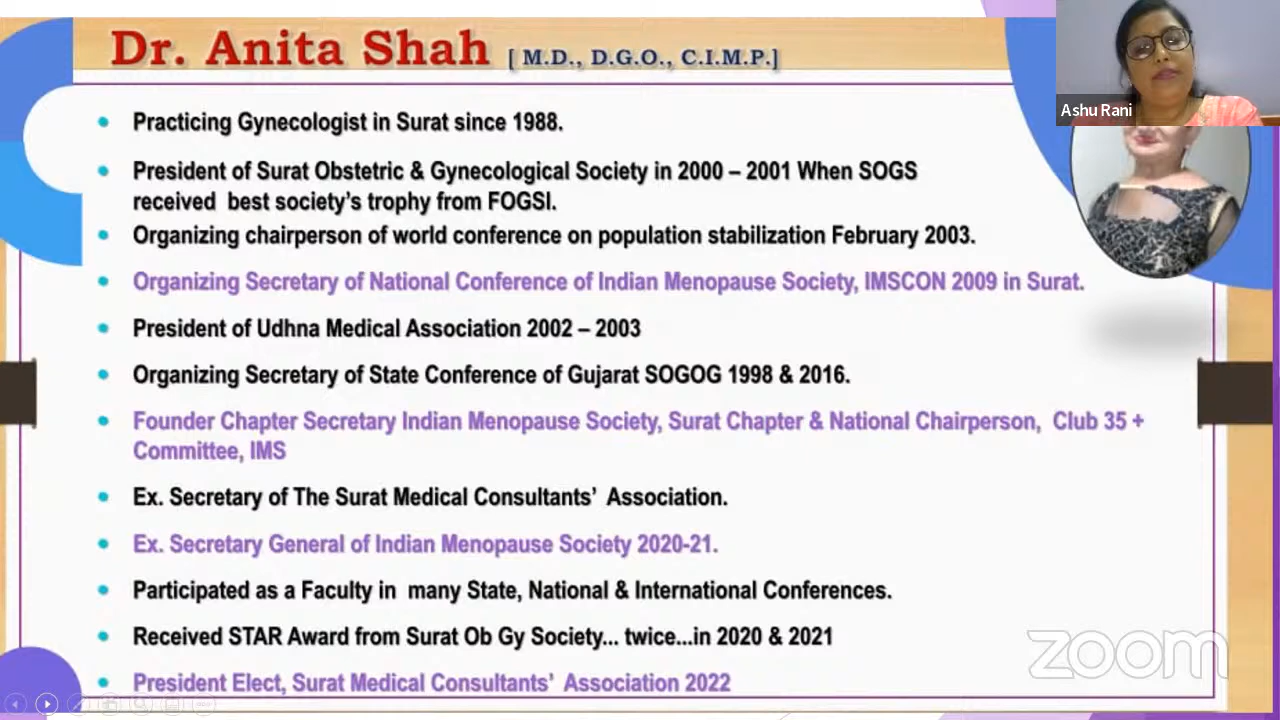 Dr. Anita Shah [ M.D., D.G.O., C.I.M.P.]
Ashu Rani
Practicing Gynecologist in Surat since 1988.
President of Surat Obstetric & Gynecological Society in 2000 – 2001 When SOGS
received best society's trophy from FOGSI.
Organizing chairperson of world conference on population stabilization February 2003.
Organizing Secretary of National Conference of Indian Menopause Society, IMSCON 2009 in Surat.
President of Udhna Medical Association 2002 – 2003
Organizing Secretary of State Conference of Gujarat SOGOG 1998 & 2016.
Founder Chapter Secretary Indian Menopause Society, Surat Chapter & National Chairperson, Club 35 +
Committee, IMS
Ex. Secretary of The Surat Medical Consultants' Association.
Ex. Secretary General of Indian Menopause Society 2020-21.
Participated as a Faculty in many State, National & International Conferences.
Received STAR Award from Surat Ob Gy Society... twice...in 2020 & 2021
President Elect, Surat Medical Consultants' Association 2022
zoom